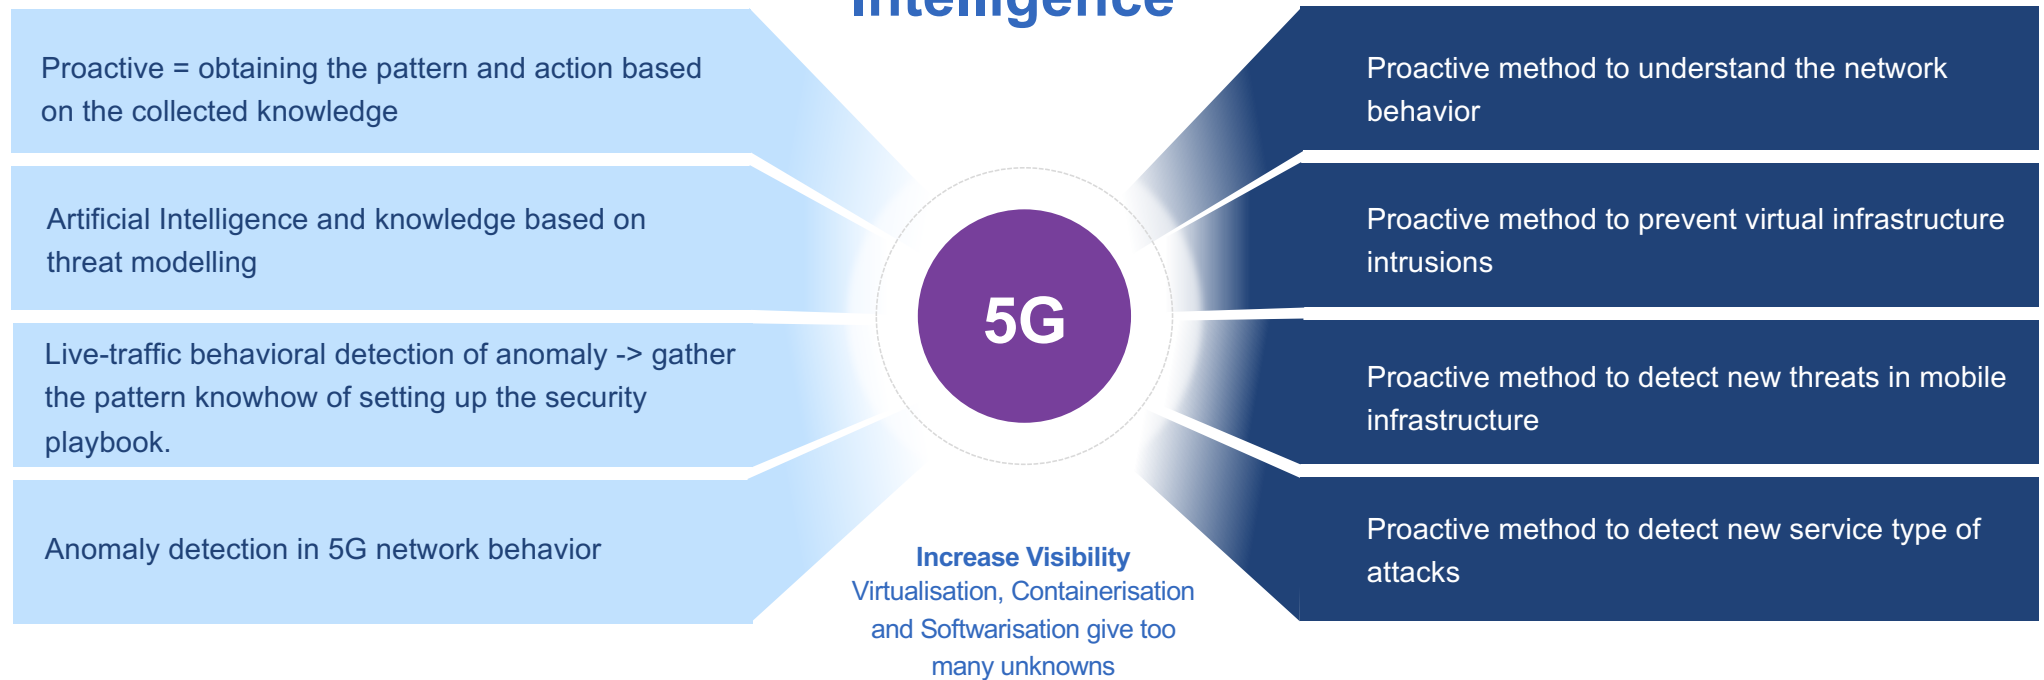 Intelligence
Proactive = obtaining the pattern and action based
on the collected knowledge
Artificial Intelligence and knowledge based on
threat modelling
Live-traffic behavioral detection of anomaly -> gather
the pattern knowhow of setting up the security
playbook.
Anomaly detection in 5G network behavior
5G
Increase Visibility
Virtualisation, Containerisation
and Softwarisation give too
many unknowns
Proactive method to understand the network
behavior
Proactive method to prevent virtual infrastructure
intrusions
Proactive method to detect new threats in mobile
infrastructure
Proactive method to detect new service type of
attacks